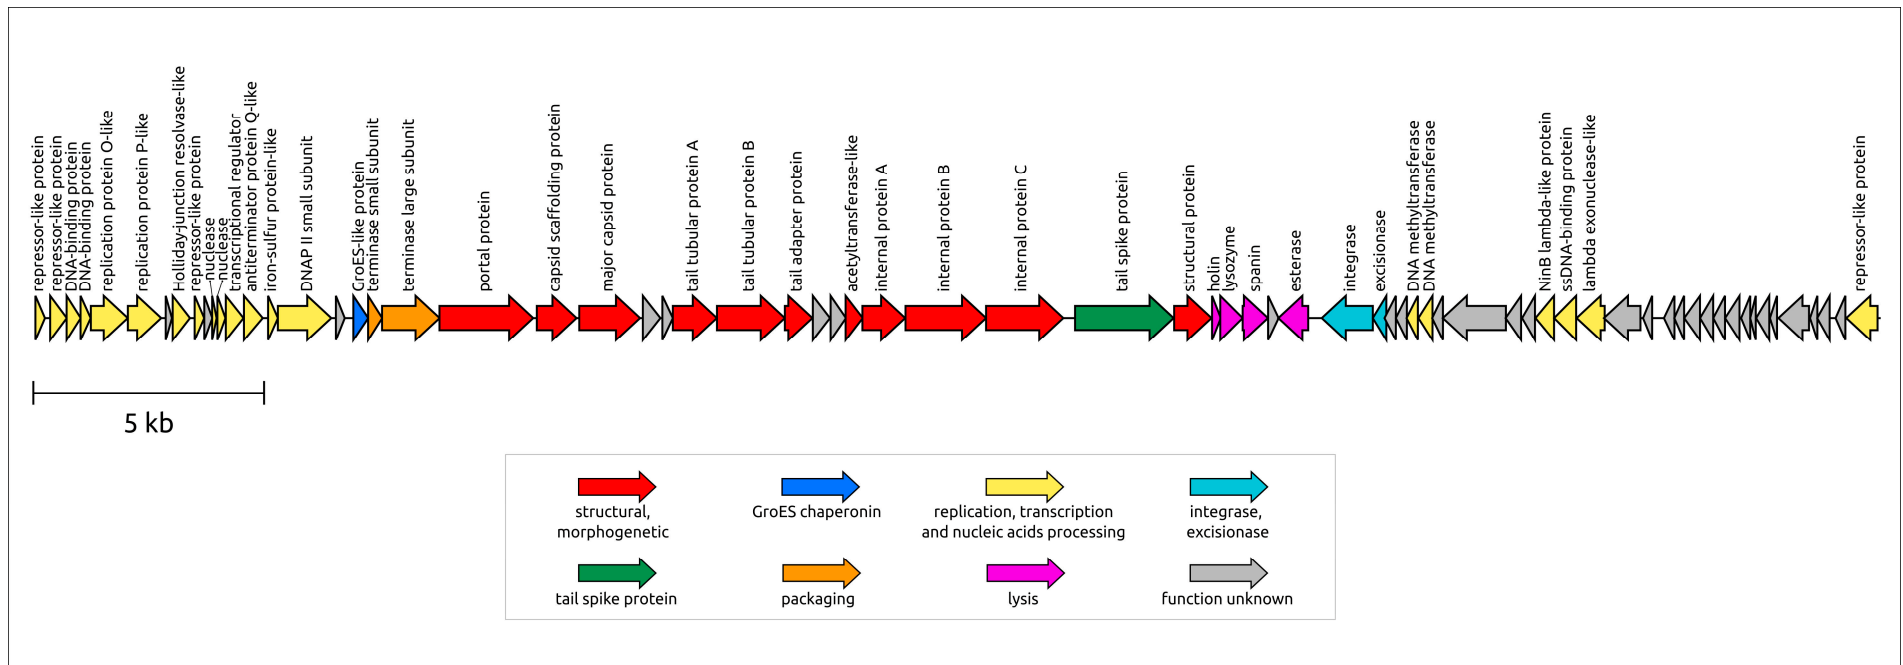 repressor-like protein
repressor-like protein
DNA-binding protein
DNA-binding protein
replication protein O-like
replication protein P-like
Holliday-junction resolvase-like
repressor-like protein
nuclease
nuclease
transcriptional regulator
antiterminator protein Q-like
iron-sulfur protein-like
DNAP II small subunit
GroES-like protein
terminase small subunit
terminase large subunit
portal protein
capsid scaffolding protein
major capsid protein
tail tubular protein A
tail tubular protein B
tail adapter protein
acetyltransferase-like
internal protein A
internal protein B
internal protein C
tail spike protein
structural protein
holin
lysozyme
spanin
esterase
integrase
excisionase
DNA methyltransferase
DNA methyltransferase
NinB lambda-like protein
ssDNA-binding protein
lambda exonuclease-like
repressor-like protein
5 kb
structural,
morphogenetic
GroES chaperonin
replication, transcription
and nucleic acids processing
integrase,
excisionase
tail spike protein
packaging
lysis
function unknown